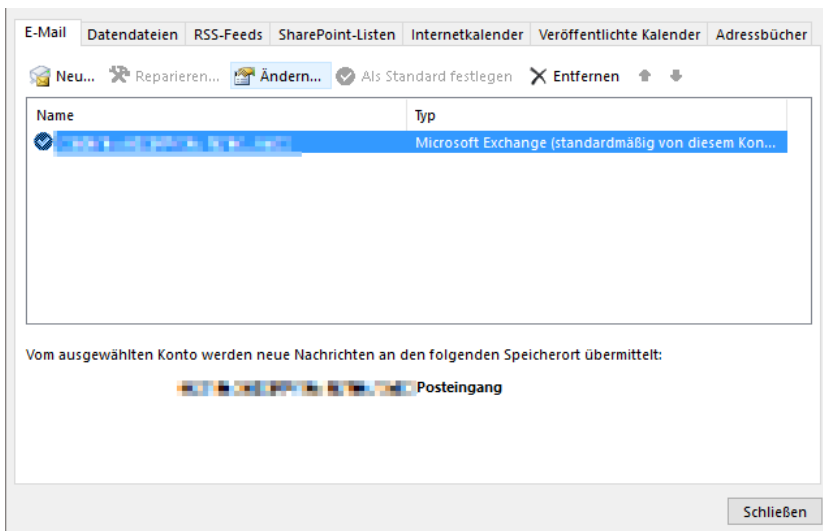 E-Mail Datendateien RSS-Feeds SharePoint-Listen Internetkalender Veröffentlichte Kalender Adressbücher
Neu... Reparieren... Ändern... Als Standard festlegen Entfernen
Name Typ
Microsoft Exchange (standardmäßig von diesem Kon...
Vom ausgewählten Konto werden neue Nachrichten an den folgenden Speicherort übermittelt:
Posteingang
Schließen